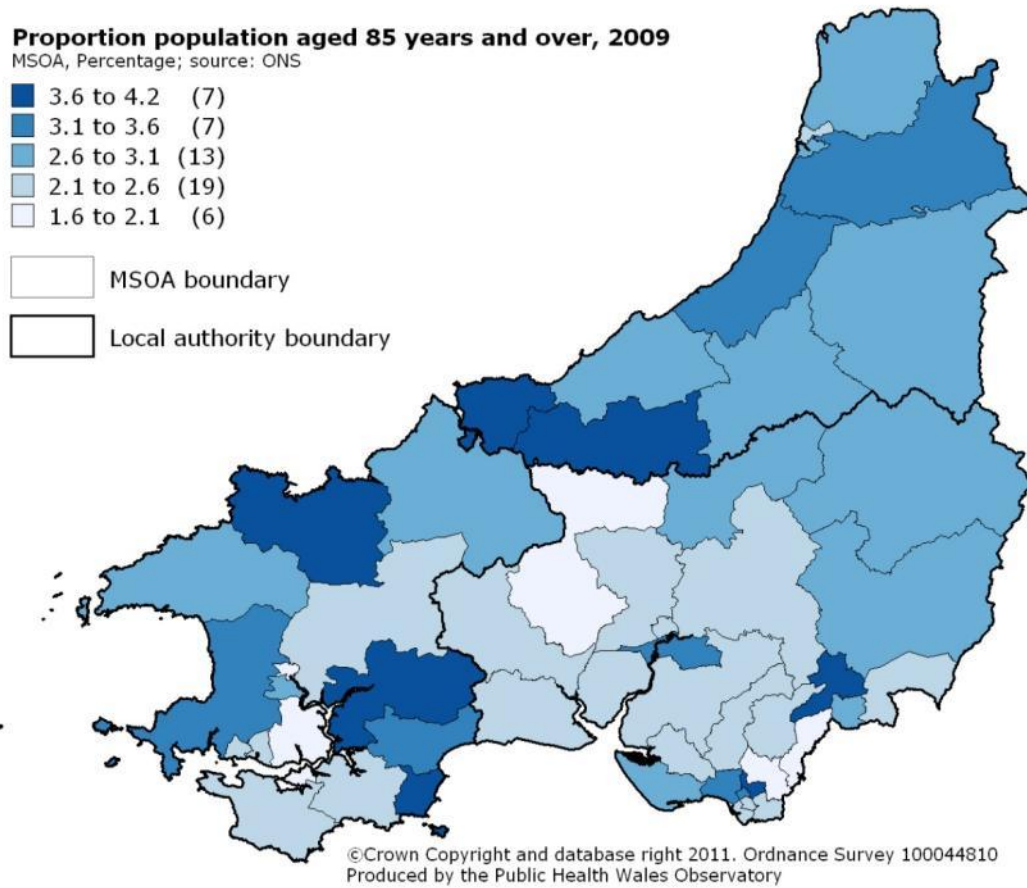 Proportion population aged 85 years and over, 2009
MSOA, Percentage; source: ONS
3.6 to 4.2 (7)
3.1 to 3.6 (7)
2.6 to 3.1 (13)
2.1 to 2.6 (19)
1.6 to 2.1 (6)
MSOA boundary
Local authority boundary
©Crown Copyright and database right 2011. Ordnance Survey 100044810
Produced by the Public Health Wales Observatory